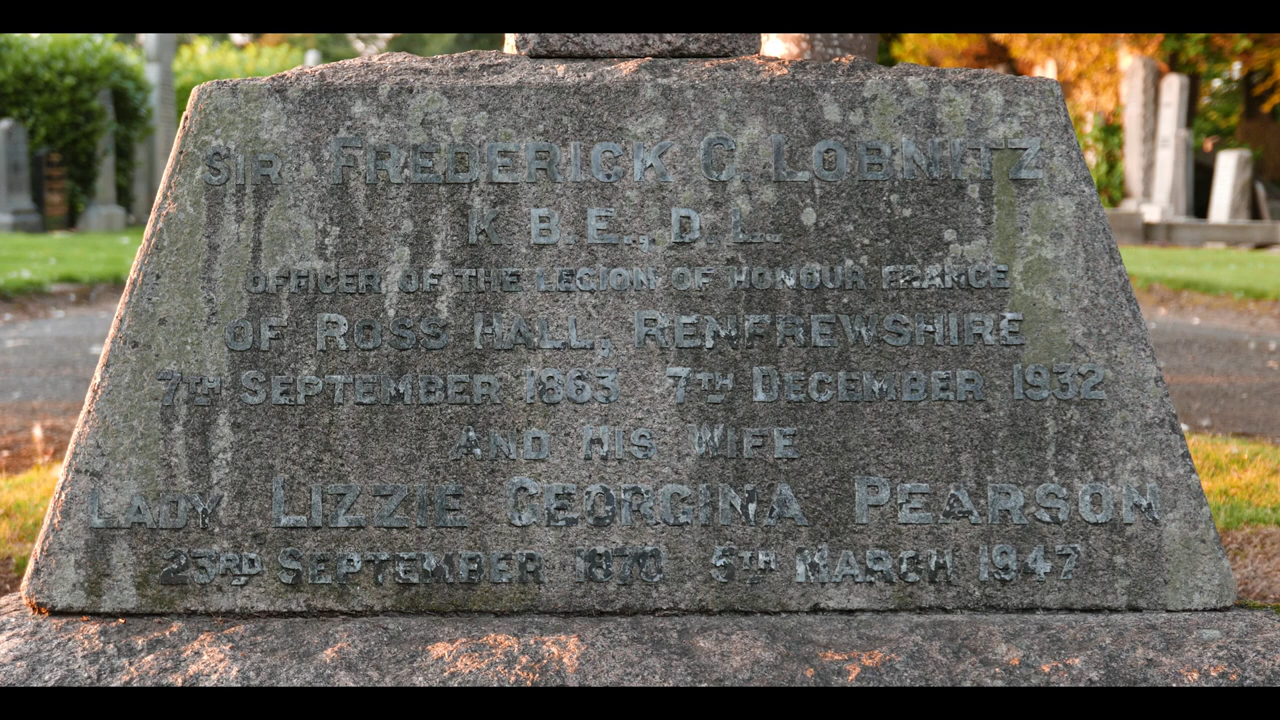 SIR FREDERICK C. LOBNITZ
K.B.E., D.L.
OFFICER OF THE LEGION OF HONOUR FRANCE
OF ROSS HALL, RENFREWSHIRE
7TH SEPTEMBER 1863 7TH DECEMBER 1932
AND HIS WIFE
LADY LIZZIE GEORGINA PEARSON
23RD SEPTEMBER 1870 5TH MARCH 1947